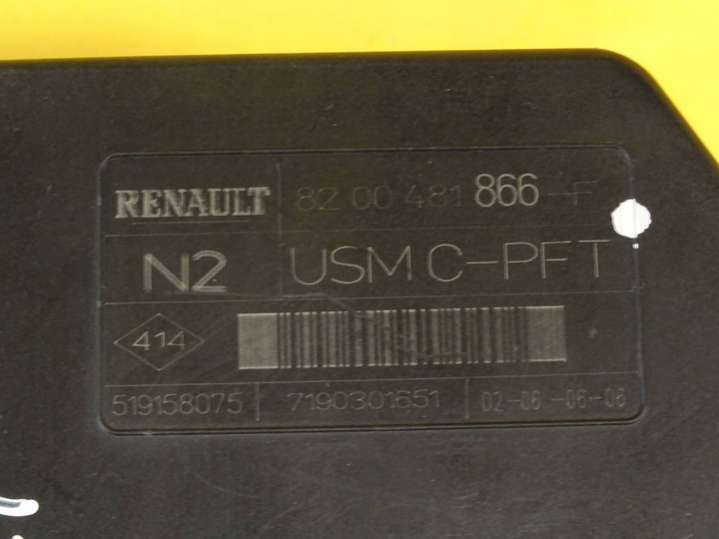 RENAULT 82 00 481 866-F
N2 USM C-PFT
414
519158075 7190301651 02-06-06-06